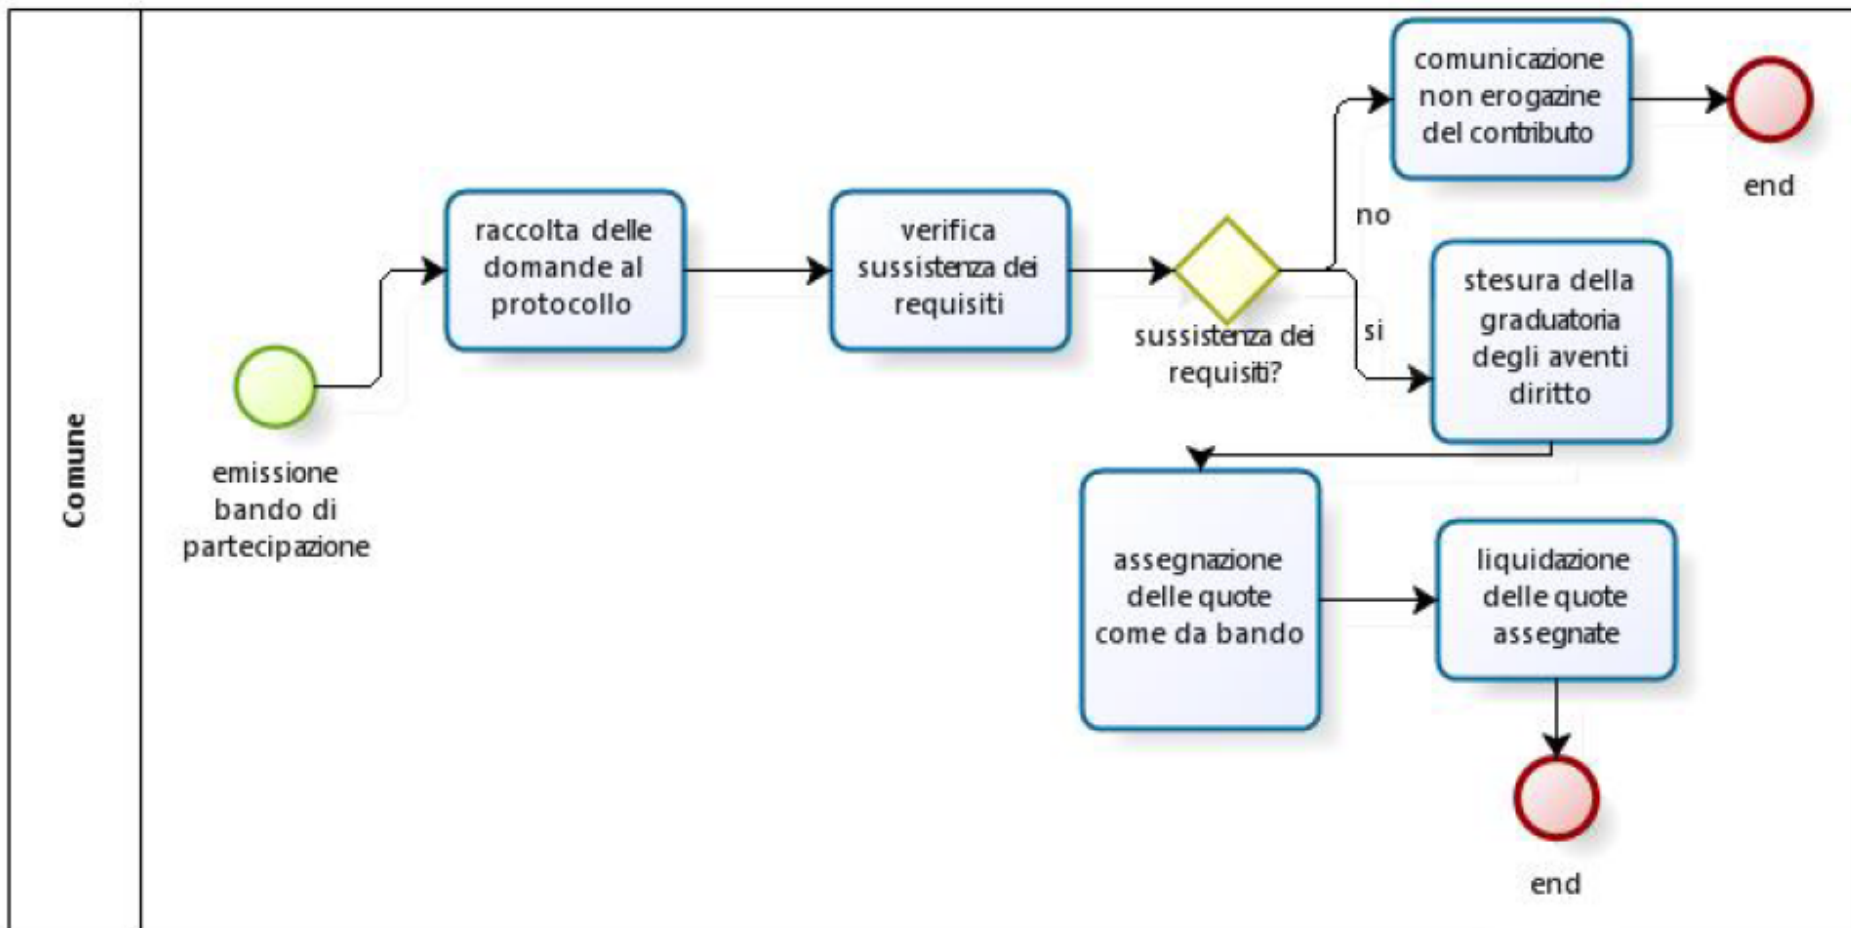 Comune
emissione
bando di
partecipazione
raccolta delle
domande al
protocollo
verifica
sussistenza dei
requisiti
sussistenza dei
requisiti?
no
comunicazione
non erogazine
del contributo
end
si
stesura della
graduatoria
degli aventi
diritto
assegnazione
delle quote
come da bando
liquidazione
delle quote
assegnate
end